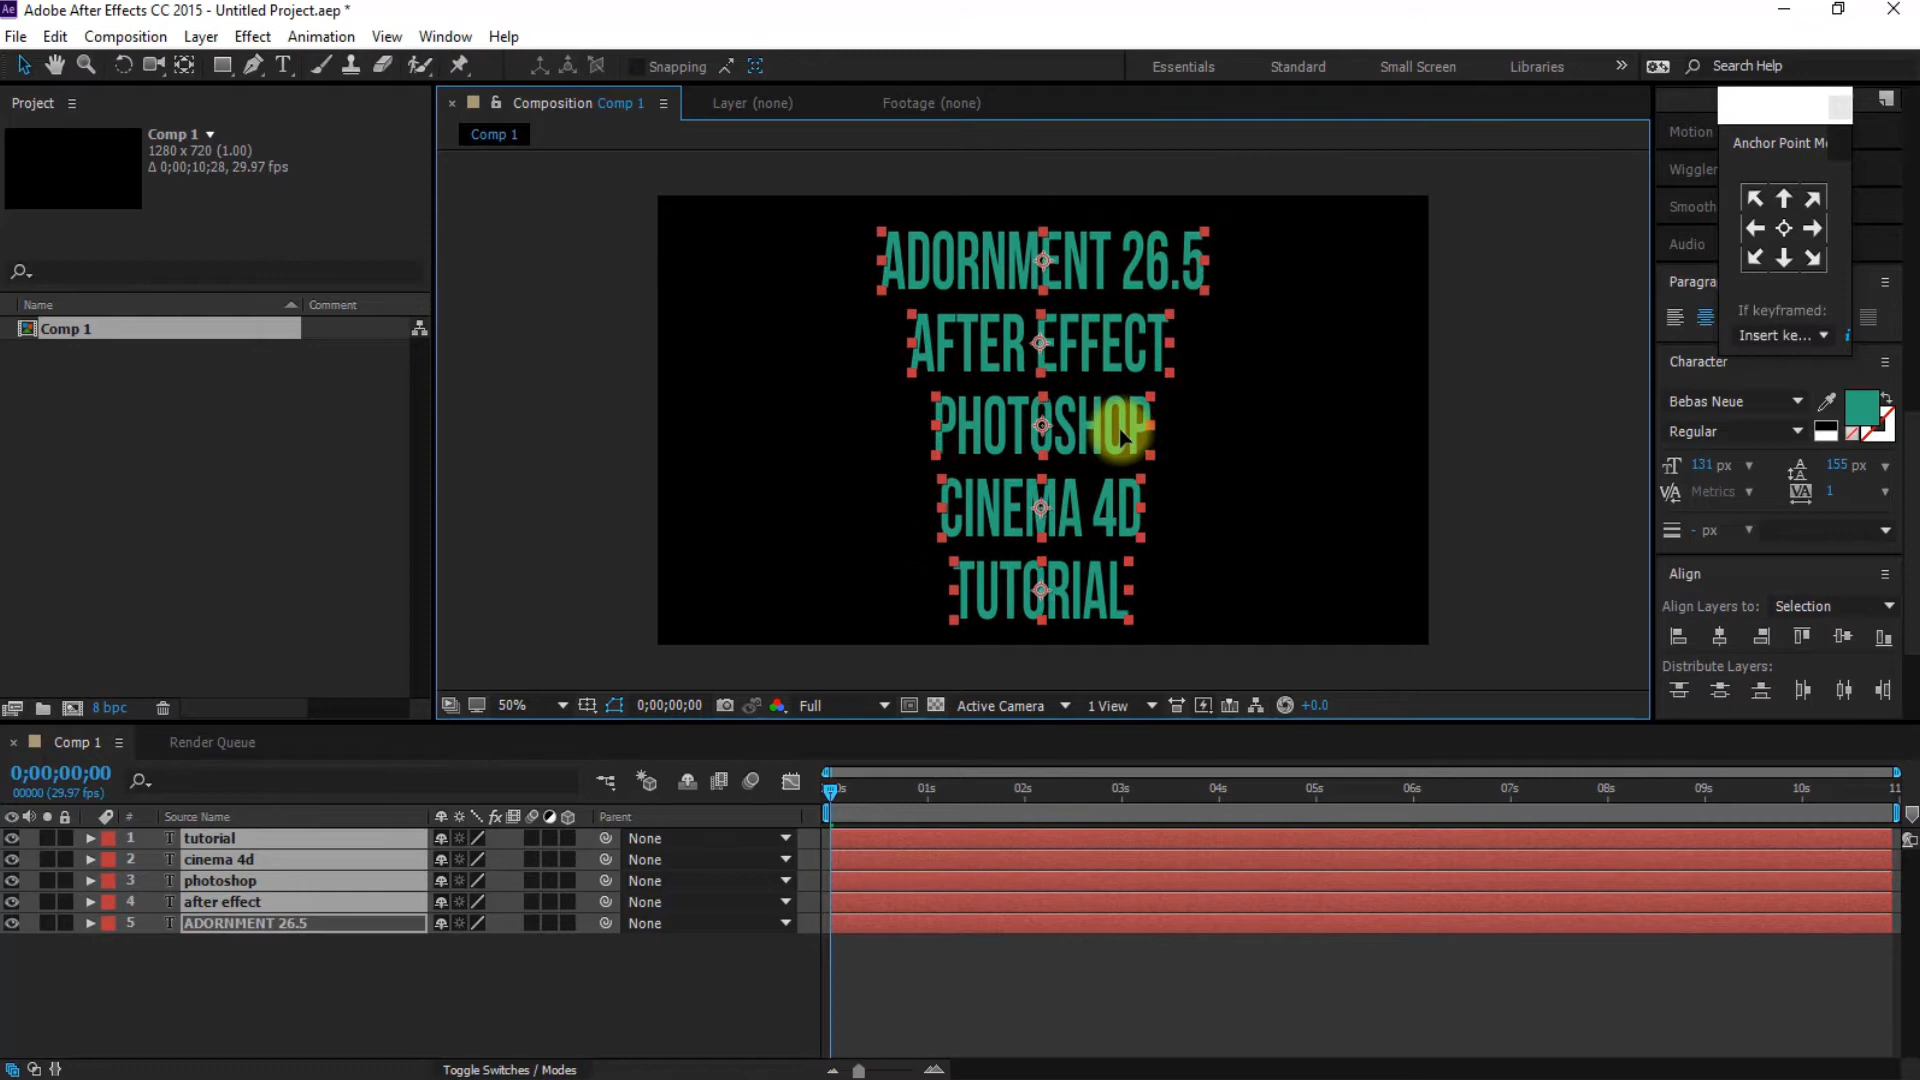 Ae Adobe After Effects CC 2015 - Untitled Project.aep *
File Edit Composition Layer Effect Animation View Window Help
Snapping Essentials Standard Small Screen Libraries Search Help
Project
Composition Comp 1
Layer (none)
Footage (none)
Comp 1
1280 x 720 (1.00)
Δ 0;00;10;28, 29.97 fps
Comp 1
Name Comment
Comp 1
8 bpc
ADORNMENT 26.5
AFTER EFFECT
PHOTOSHOP
CINEMA 4D
TUTORIAL
50% 0;00;00;00 Full Active Camera 1 View +0.0
Motion
Wiggler
Smooth
Audio
Anchor Point M
If keyframed:
Insert ke...
Paragra
Character
Bebas Neue
Regular
131 px 155 px
Metrics 1
- px
Align
Align Layers to: Selection
Distribute Layers:
Comp 1 Render Queue
0;00;00;00
00000 (29.97 fps)
01s 02s 03s 04s 05s 06s 07s 08s 09s 10s 11
# Source Name fx Parent
1 T tutorial None
2 T cinema 4d None
3 T photoshop None
4 T after effect None
5 T ADORNMENT 26.5 None
Toggle Switches / Modes